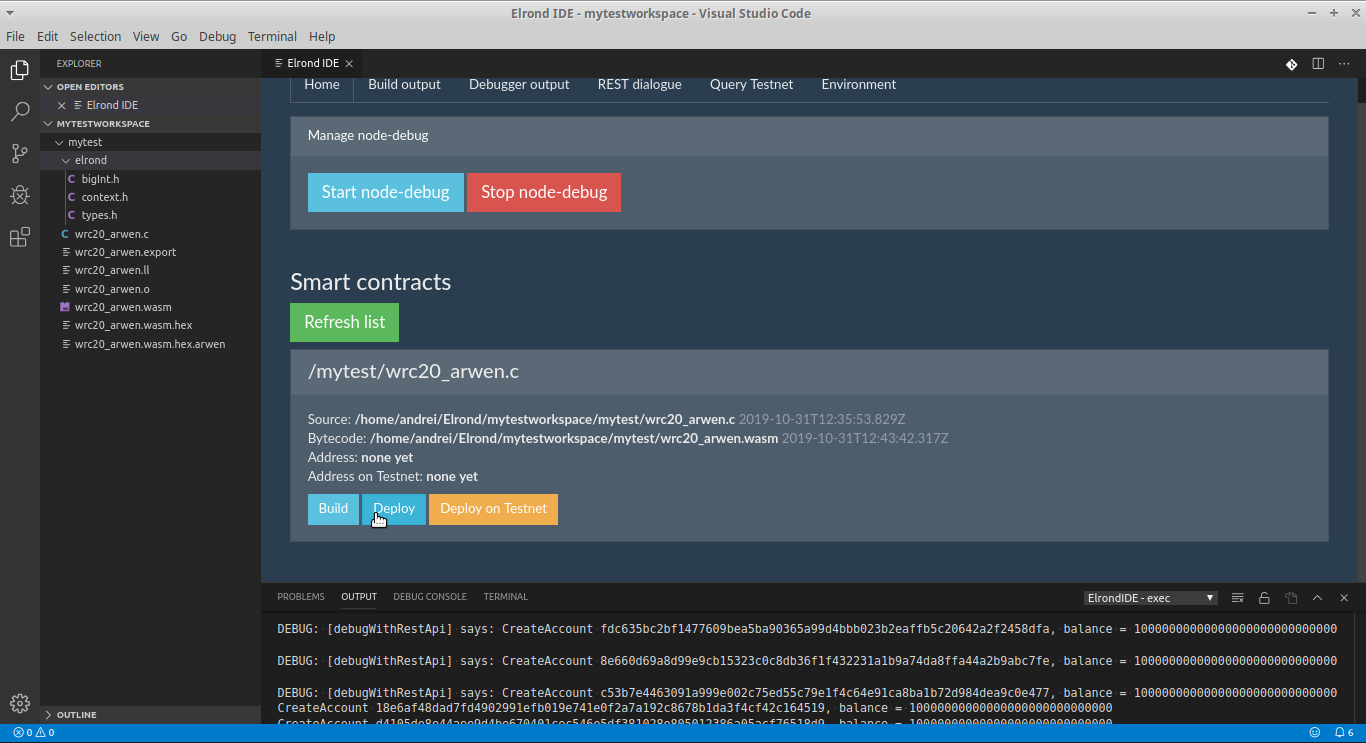 Elrond IDE - mytestworkspace - Visual Studio Code
File Edit Selection View Go Debug Terminal Help
EXPLORER
OPEN EDITORS
Elrond IDE
MYTESTWORKSPACE
mytest
elrond
C bigInt.h
C context.h
C types.h
C wrc20_arwen.c
wrc20_arwen.export
wrc20_arwen.ll
wrc20_arwen.o
wrc20_arwen.wasm
wrc20_arwen.wasm.hex
wrc20_arwen.wasm.hex.arwen
OUTLINE
Elrond IDE
Home Build output Debugger output REST dialogue Query Testnet Environment
Manage node-debug
Start node-debug Stop node-debug
Smart contracts
Refresh list
/mytest/wrc20_arwen.c
Source: /home/andrei/Elrond/mytestworkspace/mytest/wrc20_arwen.c 2019-10-31T12:35:53.829Z
Bytecode: /home/andrei/Elrond/mytestworkspace/mytest/wrc20_arwen.wasm 2019-10-31T12:43:42.317Z
Address: none yet
Address on Testnet: none yet
Build Deploy Deploy on Testnet
PROBLEMS OUTPUT DEBUG CONSOLE TERMINAL ElrondIDE - exec
DEBUG: [debugWithRestApi] says: CreateAccount fdc635bc2bf1477609bea5ba90365a99d4bbb023b2eaffb5c20642a2f2458dfa, balance = 100000000000000000000000000000
DEBUG: [debugWithRestApi] says: CreateAccount 8e660d69a8d99e9cb15323c0c8db36f1f432231a1b9a74da8ffa44a2b9abc7fe, balance = 100000000000000000000000000000
DEBUG: [debugWithRestApi] says: CreateAccount c53b7e4463091a999e002c75ed55c79e1f4c64e91ca8ba1b72d984dea9c0e477, balance = 100000000000000000000000000000
CreateAccount 18e6af48dad7fd4902991efb019e741e0f2a7a192c8678b1da3f4cf42c164519, balance = 100000000000000000000000000000
0 0 6